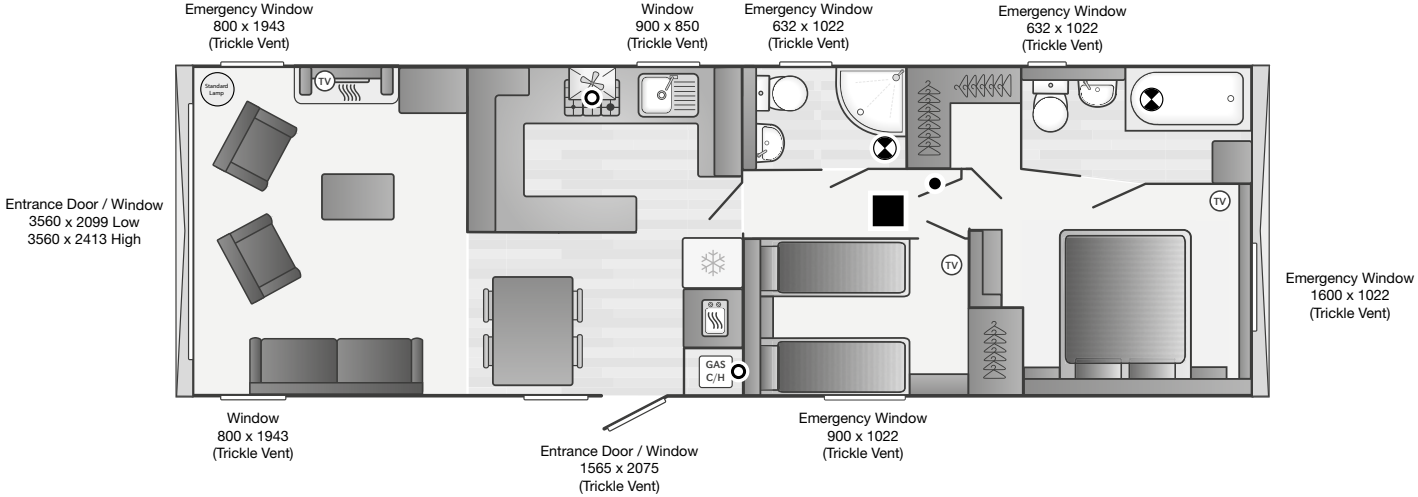 Emergency Window
800 x 1943
(Trickle Vent)
Window
900 x 850
(Trickle Vent)
Emergency Window
632 x 1022
(Trickle Vent)
Emergency Window
632 x 1022
(Trickle Vent)
Standard
Lamp
TV
Entrance Door / Window
3560 x 2099 Low
3560 x 2413 High
TV
TV
Emergency Window
1600 x 1022
(Trickle Vent)
GAS
C/H
Window
800 x 1943
(Trickle Vent)
Entrance Door / Window
1565 x 2075
(Trickle Vent)
Emergency Window
900 x 1022
(Trickle Vent)